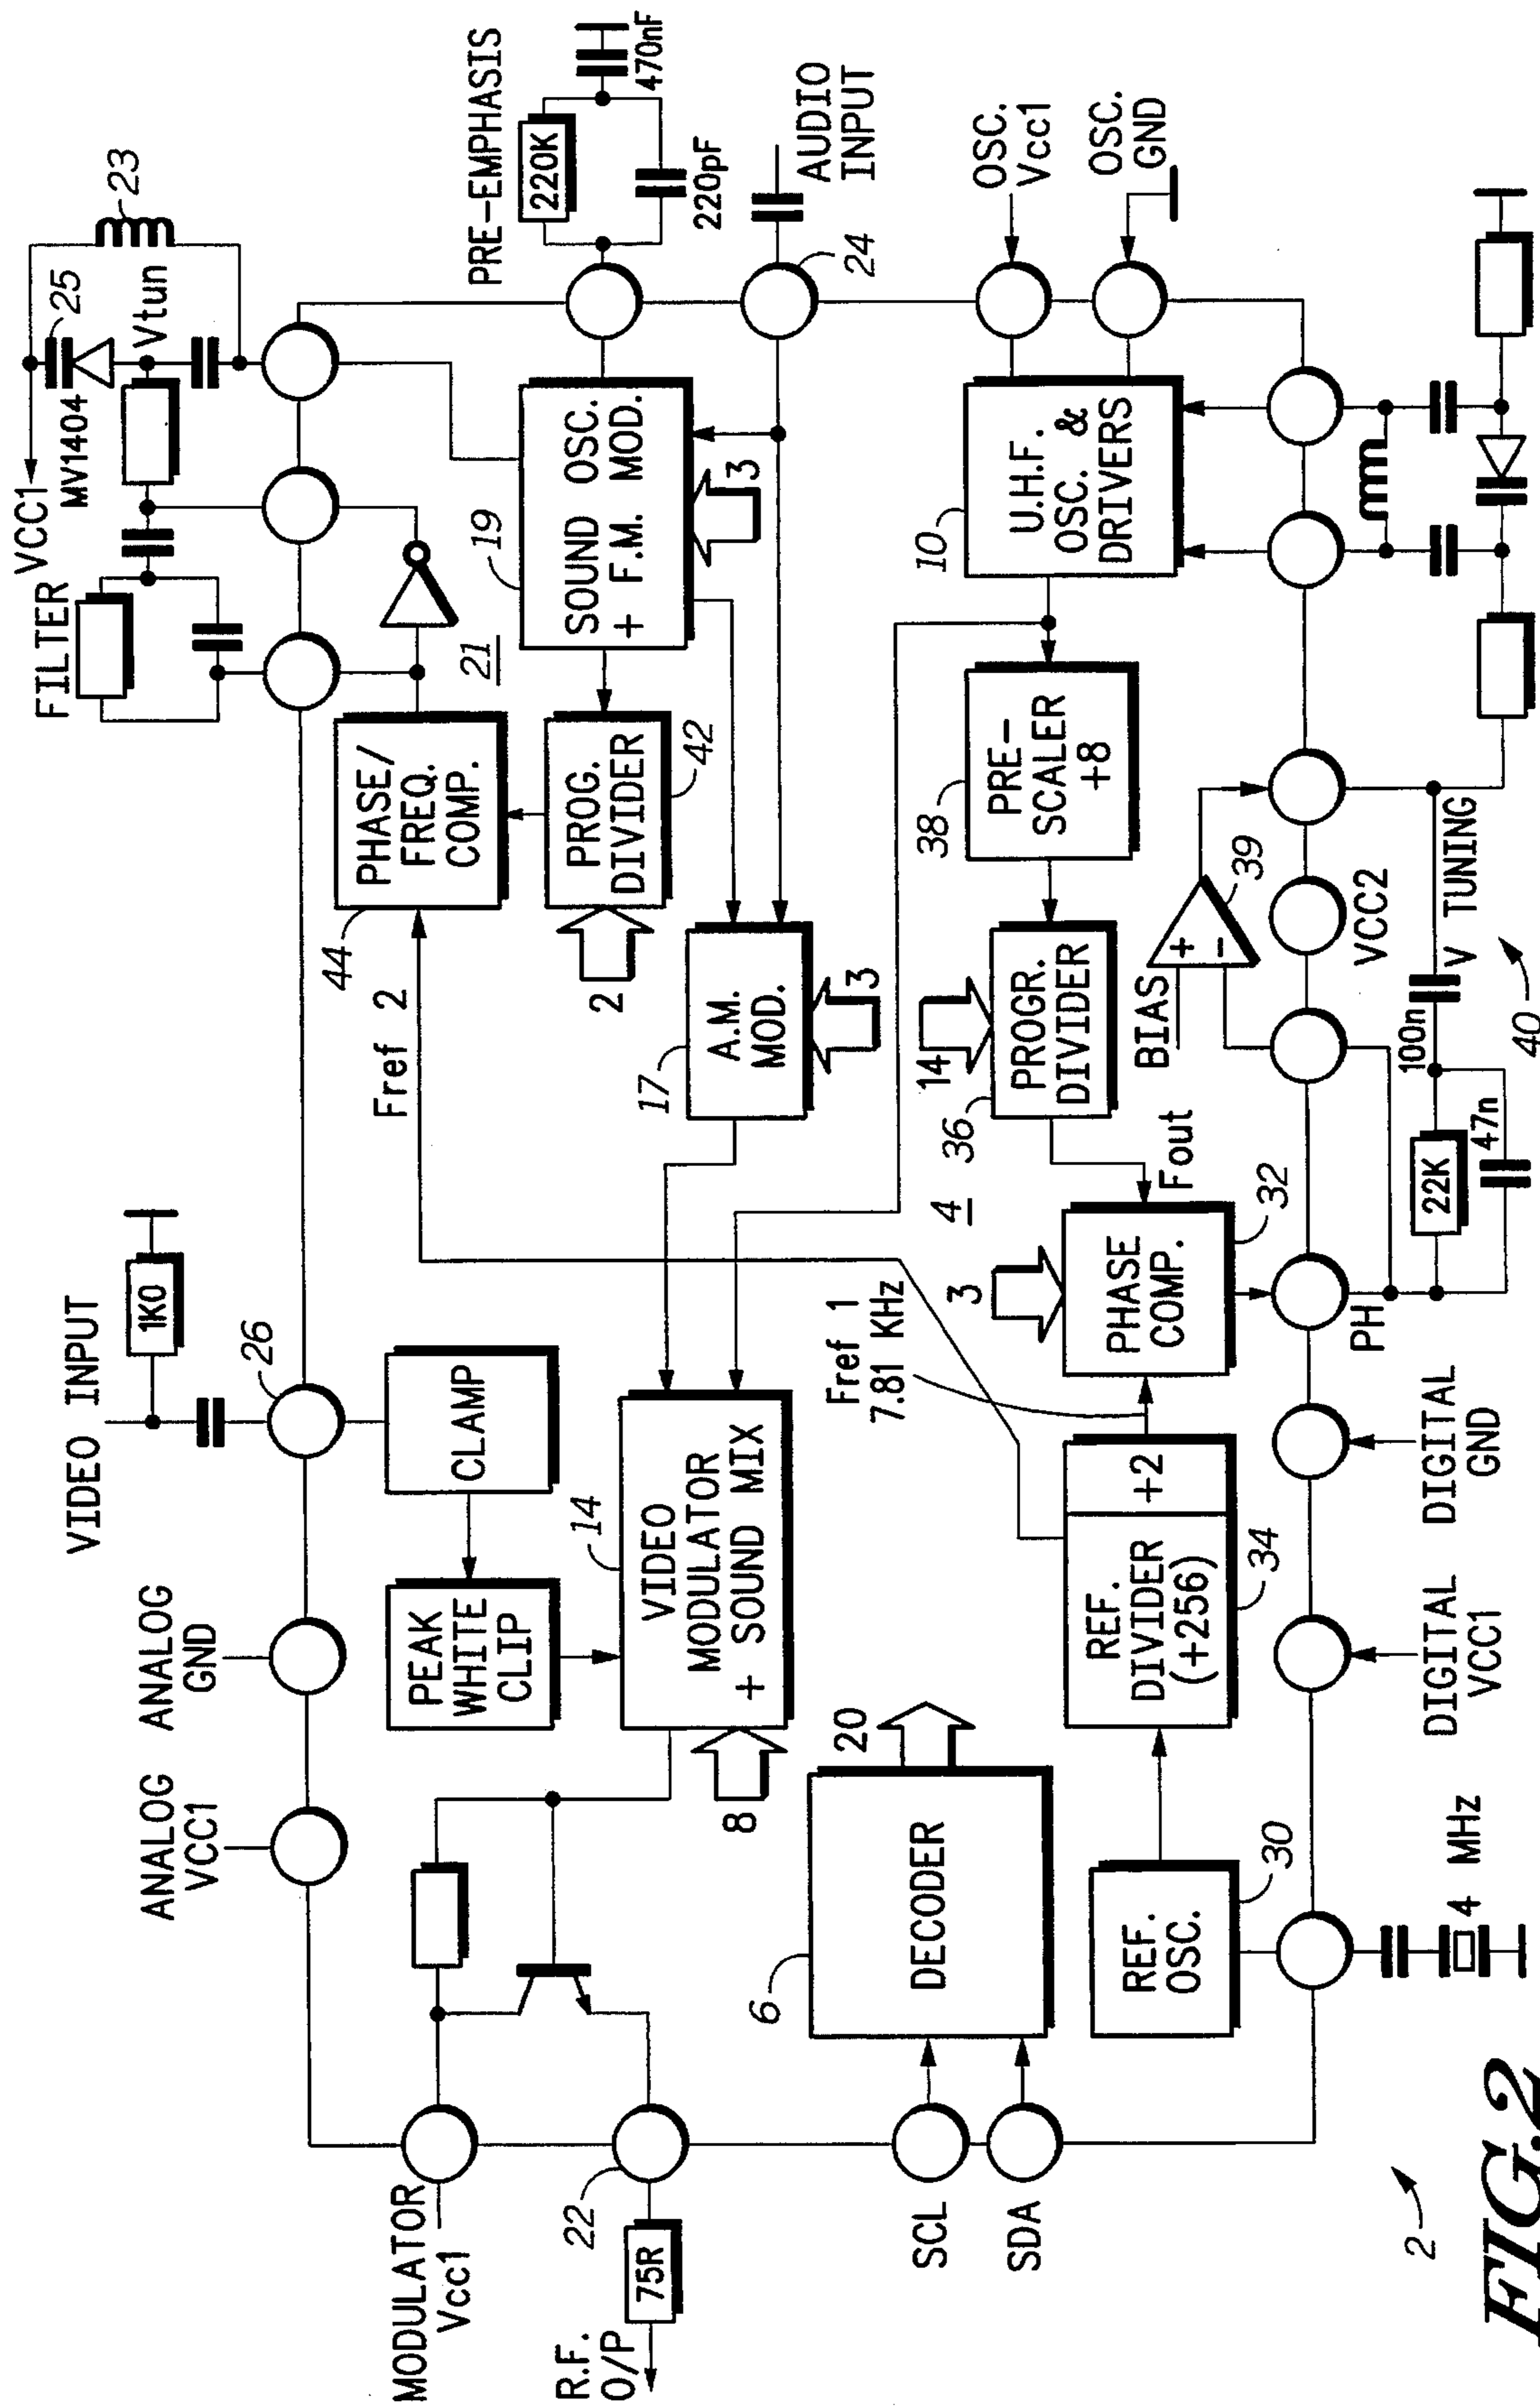 FILTER
VCC1
MV1404
25
Vtun
23
PRE-EMPHASIS
220K
470nF
220pF
AUDIO
INPUT
24
OSC.
Vcc1
OSC.
GND
VIDEO INPUT
1K0
26
ANALOG
GND
ANALOG
VCC1
MODULATOR
Vcc1
R.F.
O/P
75R
22
SCL
SDA
CLAMP
PEAK
WHITE
CLIP
14
VIDEO
MODULATOR
+ SOUND MIX
8
Fref 2
44
PHASE/
FREQ.
COMP.
21
PROG.
DIVIDER
42
2
19
SOUND OSC.
+ F.M. MOD.
3
17
A.M.
MOD.
3
6
DECODER
20
REF.
OSC.
30
4 MHz
REF.
DIVIDER
(+256)
+2
34
Fref 1
7.81 KHz
3
4
PHASE
COMP.
32
Fout
14
36
PROGR.
DIVIDER
38
PRE-
SCALER
+8
10
U.H.F.
OSC. &
DRIVERS
BIAS
+
-
39
VCC2
PH
DIGITAL
GND
DIGITAL
VCC1
22K
47n
100n
V TUNING
40
2
FIG.2